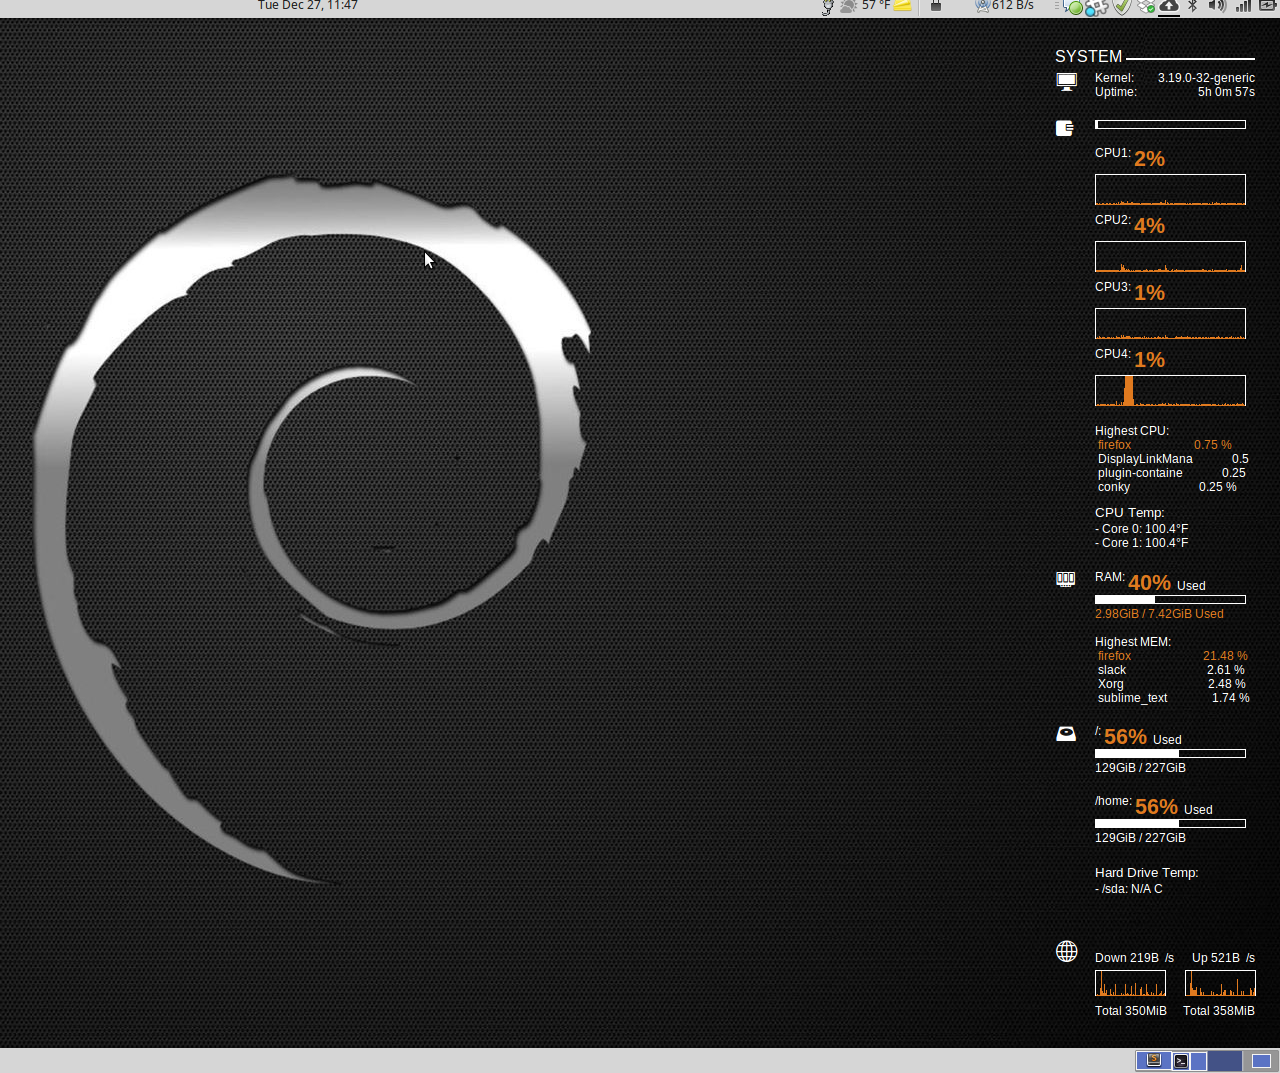 Tue Dec 27, 11:47
57 °F
612 B/s
SYSTEM
Kernel: 3.19.0-32-generic
Uptime: 5h 0m 57s
CPU1: 2%
CPU2: 4%
CPU3: 1%
CPU4: 1%
Highest CPU:
firefox 0.75 %
DisplayLinkMana 0.5
plugin-containe 0.25
conky 0.25 %
CPU Temp:
- Core 0: 100.4°F
- Core 1: 100.4°F
RAM: 40% Used
2.98GiB / 7.42GiB Used
Highest MEM:
firefox 21.48 %
slack 2.61 %
Xorg 2.48 %
sublime_text 1.74 %
/: 56% Used
129GiB / 227GiB
/home: 56% Used
129GiB / 227GiB
Hard Drive Temp:
- /sda: N/A C
Down 219B /s Up 521B /s
Total 350MiB Total 358MiB